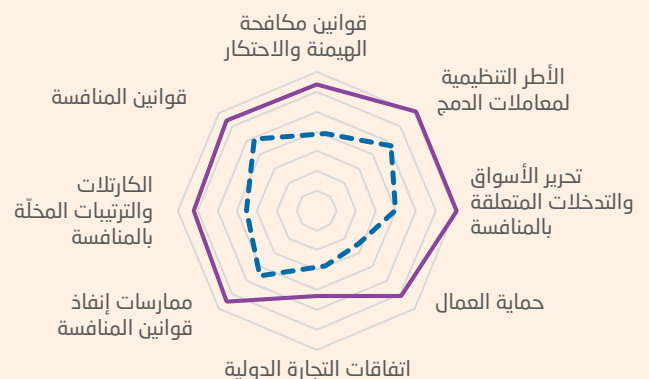 قوانين مكافحة
الهيمنة والاحتكار
الأطر التنظيمية
لمعاملات الدمج
تحرير الأسواق
والتدخلات المتعلقة
بالمنافسة
حماية العمال
اتفاقات التجارة الدولية
ممارسات إنفاذ
قوانين المنافسة
الكارتلات
والترتيبات المخلّة
بالمنافسة
قوانين المنافسة